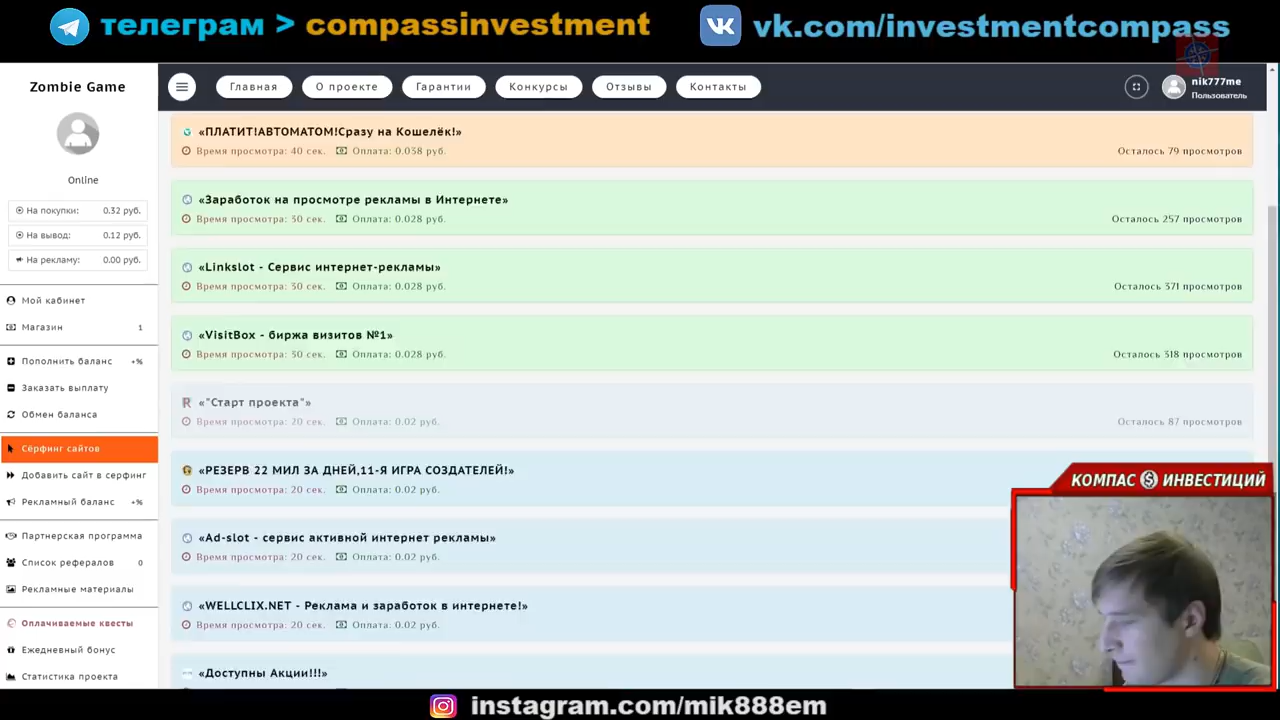 телеграм > compassinvestment
vk.com/investmentcompass
Zombie Game
Главная
О проекте
Гарантии
Конкурсы
Отзывы
Контакты
nik777me
Пользователь
Online
На покупки: 0.32 руб.
На вывод: 0.12 руб.
На рекламу: 0.00 руб.
Мой кабинет
Магазин 1
Пополнить баланс +%
Заказать выплату
Обмен баланса
Сёрфинг сайтов
Добавить сайт в серфинг
Рекламный баланс +%
Партнерская программа
Список рефералов 0
Рекламные материалы
Оплачиваемые квесты
Ежедневный бонус
Статистика проекта
«ПЛАТИТ!АВТОМАТОМ!Сразу на Кошелёк!»
Время просмотра: 40 сек. Оплата: 0.038 руб. Осталось 79 просмотров
«Заработок на просмотре рекламы в Интернете»
Время просмотра: 30 сек. Оплата: 0.028 руб. Осталось 257 просмотров
«Linkslot - Сервис интернет-рекламы»
Время просмотра: 30 сек. Оплата: 0.028 руб. Осталось 371 просмотров
«VisitBox - биржа визитов №1»
Время просмотра: 30 сек. Оплата: 0.028 руб. Осталось 318 просмотров
«"Старт проекта"»
Время просмотра: 20 сек. Оплата: 0.02 руб. Осталось 87 просмотров
«РЕЗЕРВ 22 МИЛ ЗА ДНЕЙ,11-Я ИГРА СОЗДАТЕЛЕЙ!»
Время просмотра: 20 сек. Оплата: 0.02 руб.
«Ad-slot - сервис активной интернет рекламы»
Время просмотра: 20 сек. Оплата: 0.02 руб.
«WELLCLIX.NET - Реклама и заработок в интернете!»
Время просмотра: 20 сек. Оплата: 0.02 руб.
«Доступны Акции!!!»
КОМПАС $ ИНВЕСТИЦИЙ
instagram.com/mik888em